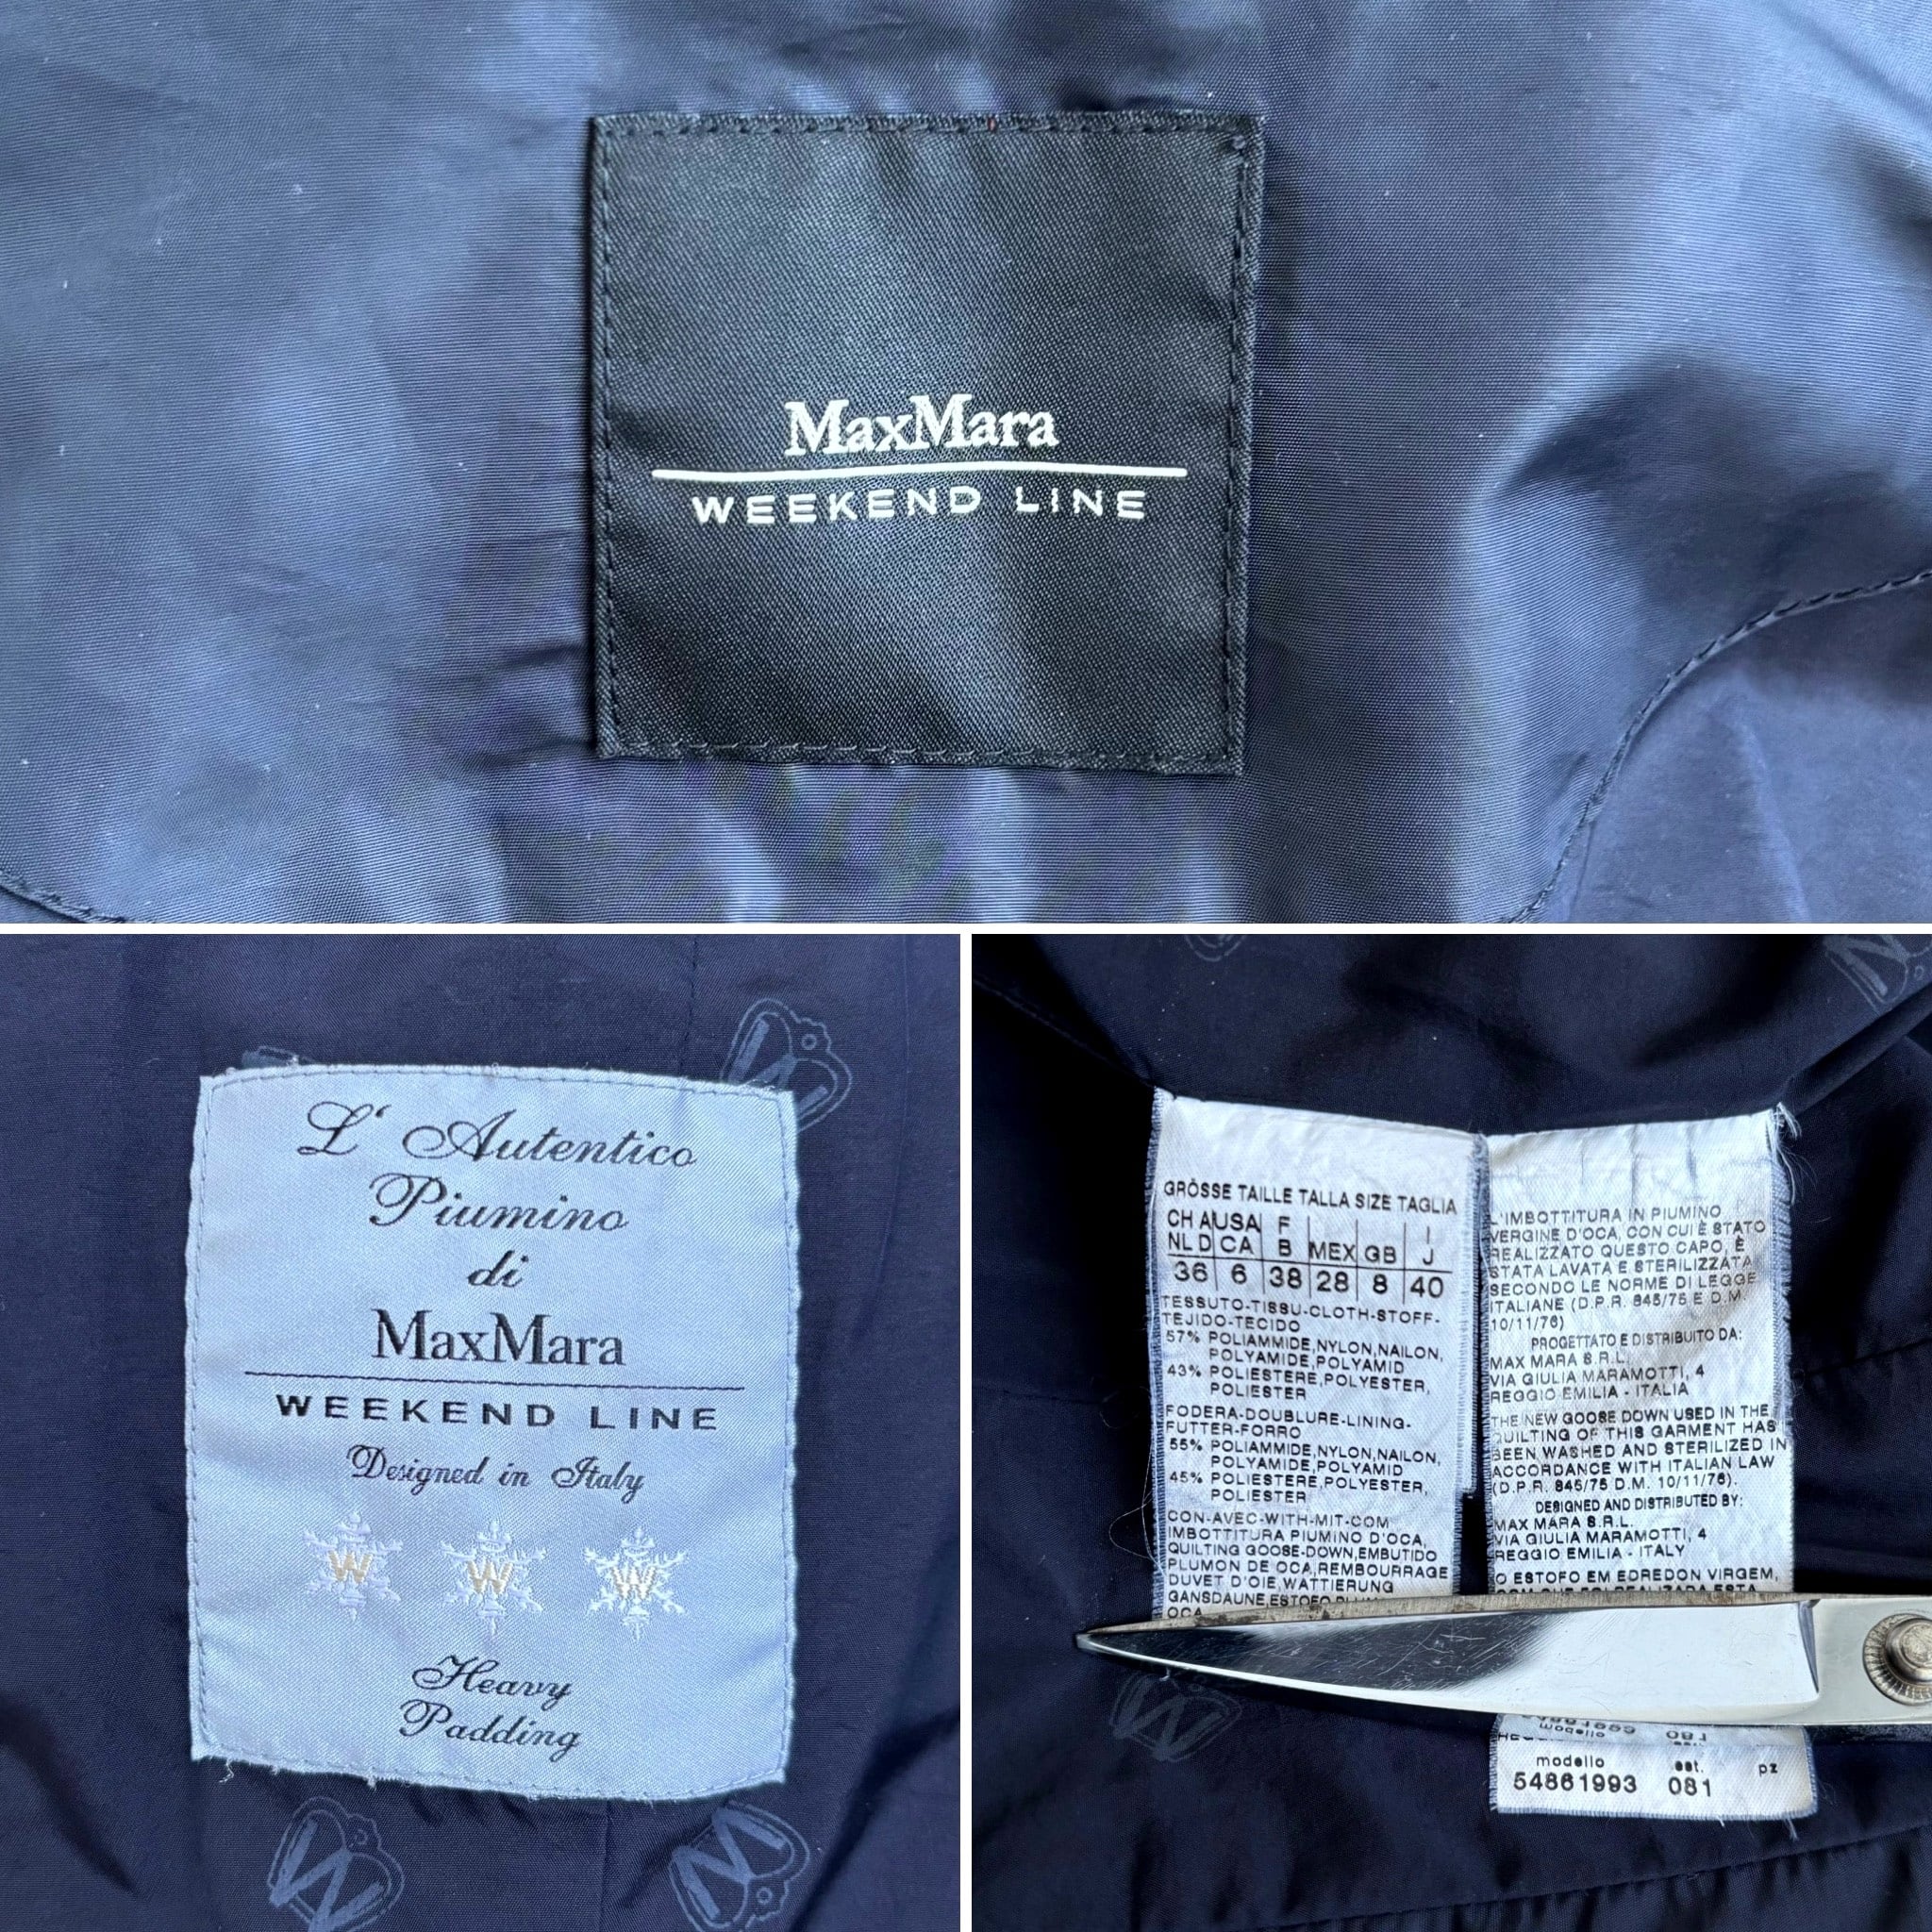 MaxMara
WEEKEND LINE
L' Autentico
Piumino
di
MaxMara
WEEKEND LINE
Designed in Italy
W W W
Heavy
Padding
GRÖSSE TAILLE TALLA SIZE TAGLIA
CH A USA F I
NL D CA B MEX GB J
36 6 38 28 8 40
TESSUTO-TISSU-CLOTH-STOFF-
TEJIDO-TECIDO
57% POLIAMMIDE,NYLON,NAILON,
POLYAMIDE,POLYAMID
43% POLIESTERE,POLYESTER,
POLIESTER
FODERA-DOUBLURE-LINING-
FUTTER-FORRO
55% POLIAMMIDE,NYLON,NAILON,
POLYAMIDE,POLYAMID
45% POLIESTERE,POLYESTER,
POLIESTER
CON-AVEC-WITH-MIT-COM
IMBOTTITURA PIUMINO D'OCA,
QUILTING GOOSE-DOWN,EMBUTIDO
PLUMON DE OCA,REMBOURRAGE
DUVET D'OIE,WATTIERUNG
GANSDAUNE,ESTOFO
OCA
L'IMBOTTITURA IN PIUMINO
VERGINE D'OCA, CON CUI È STATO
REALIZZATO QUESTO CAPO, È
STATA LAVATA E STERILIZZATA
SECONDO LE NORME DI LEGGE
ITALIANE (D.P.R. 845/75 E D.M.
10/11/76)
PROGETTATO E DISTRIBUITO DA:
MAX MARA S.R.L.
VIA GIULIA MARAMOTTI, 4
REGGIO EMILIA - ITALIA
THE NEW GOOSE DOWN USED IN THE
QUILTING OF THIS GARMENT HAS
BEEN WASHED AND STERILIZED IN
ACCORDANCE WITH ITALIAN LAW
(D.P.R. 845/75 D.M. 10/11/76).
DESIGNED AND DISTRIBUTED BY:
MAX MARA S.R.L.
VIA GIULIA MARAMOTTI, 4
REGGIO EMILIA - ITALY
O ESTOFO EM EDREDON VIRGEM,
modello est. pz
54861993 081